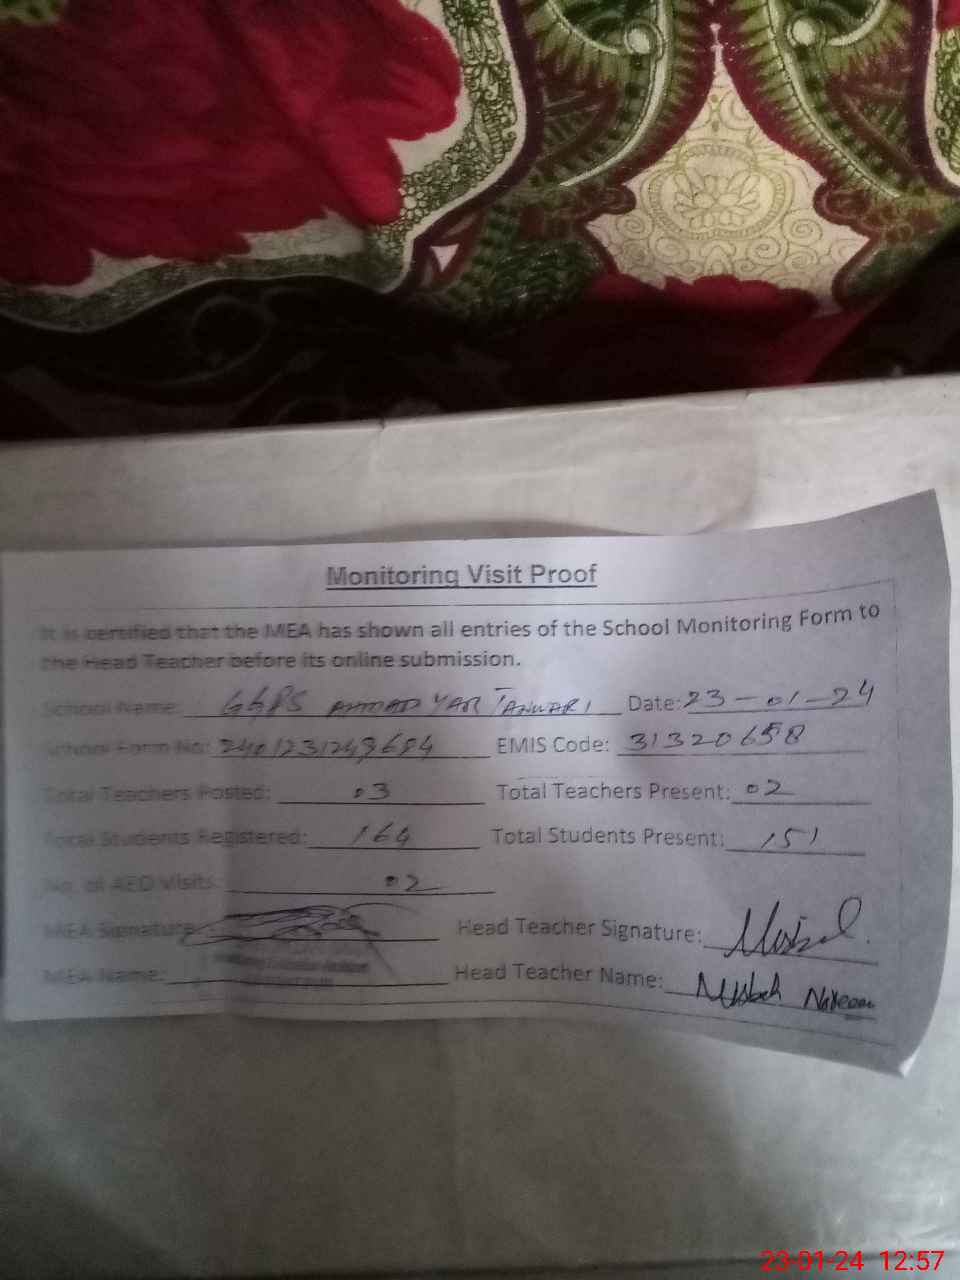 Monitoring Visit Proof
It is certified that the MEA has shown all entries of the School Monitoring Form to
the Head Teacher before its online submission.
School Name: GGPS AHMAD YAR TANWARI Date: 23-01-24
School Form No: EMIS Code: 31320658
Total Teachers Posted: 03 Total Teachers Present: 02
Total Students Registered: 164 Total Students Present: 151
No. of AEO Visits: 02
MEA Signature: Head Teacher Signature:
MEA Name: Head Teacher Name: Misbah
23-01-24 12:57